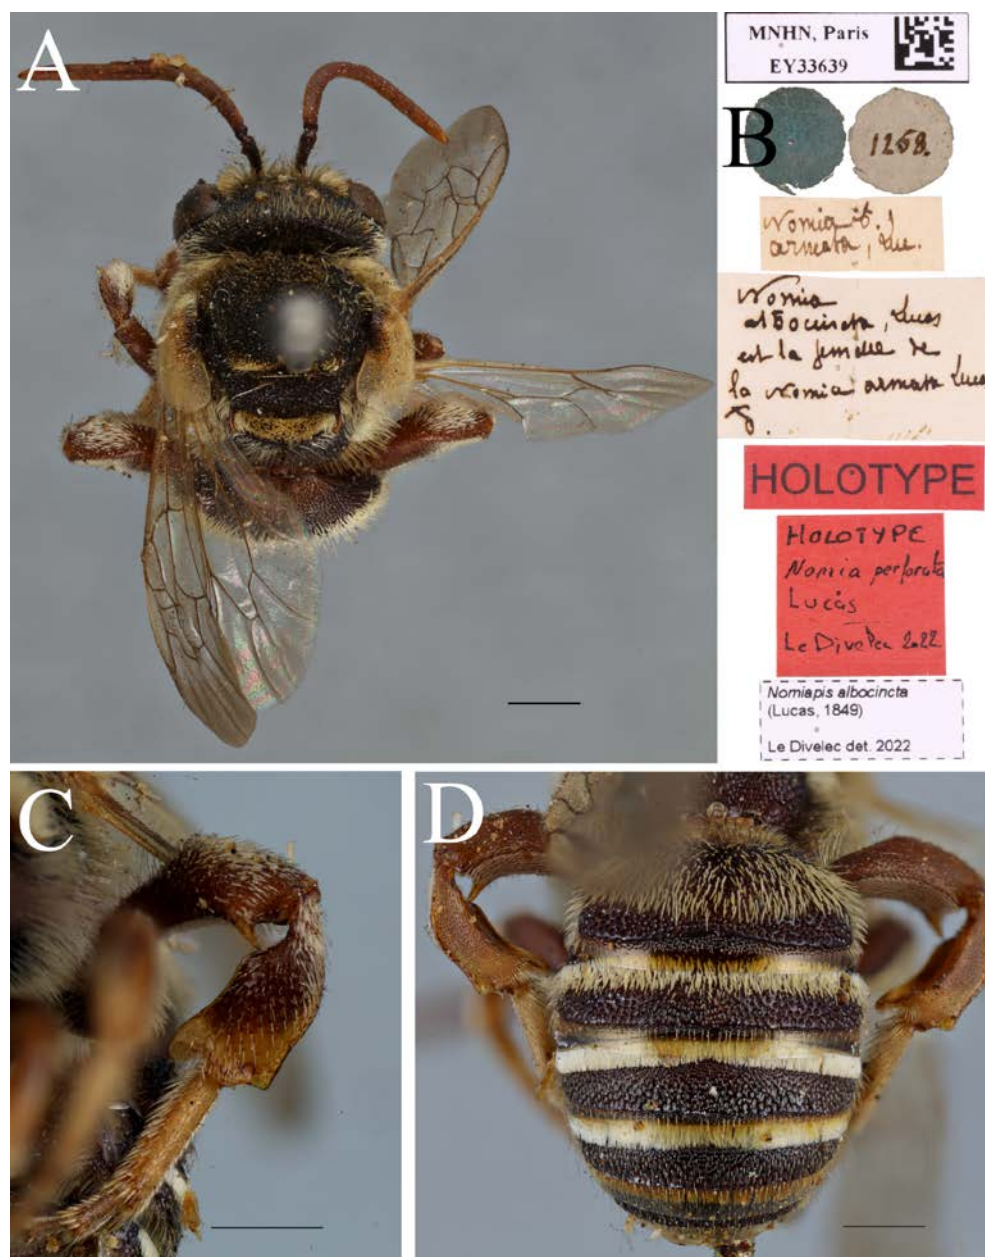 A
MNHN, Paris
EY33639
B
1258.
Nomia
armata, Luc.
Nomia
albocincta, Lucas
est la femelle de
la Nomia armata Lucas
HOLOTYPE
HOLOTYPE
Nomia perforata
Lucas
Le Divelec 2022
Nomiapis albocincta
(Lucas, 1849)
Le Divelec det. 2022
C
D